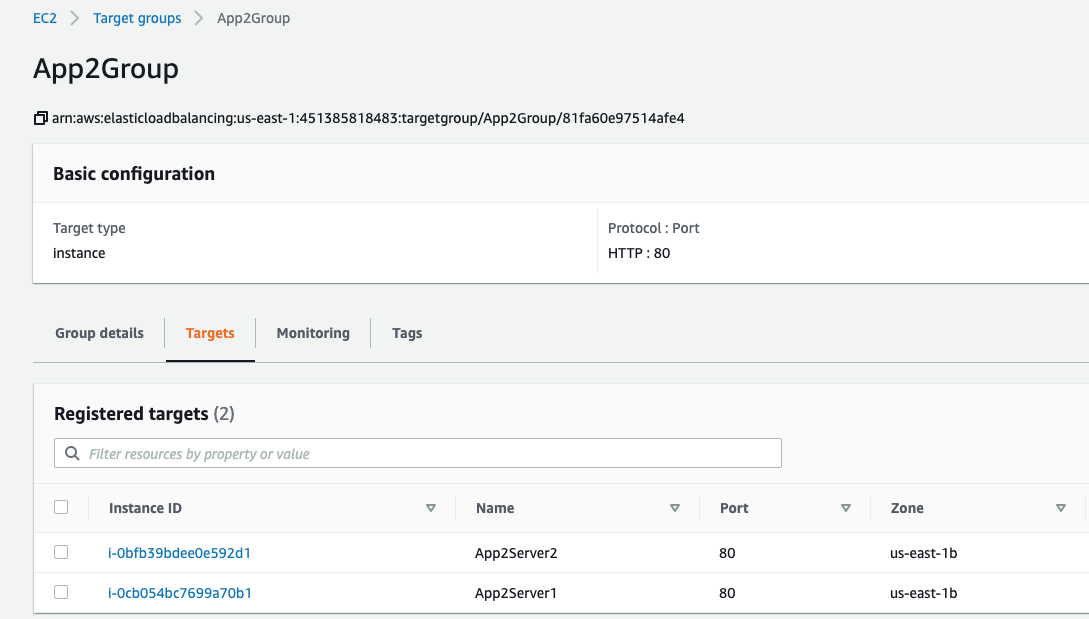 EC2 Target groups App2Group
App2Group
arn:aws:elasticloadbalancing:us-east-1:451385818483:targetgroup/App2Group/81fa60e97514afe4
Basic configuration
Target type
instance
Protocol : Port
HTTP : 80
Group details Targets Monitoring Tags
Registered targets (2)
Filter resources by property or value
Instance ID Name Port Zone
i-0bfb39bdee0e592d1 App2Server2 80 us-east-1b
i-0cb054bc7699a70b1 App2Server1 80 us-east-1b